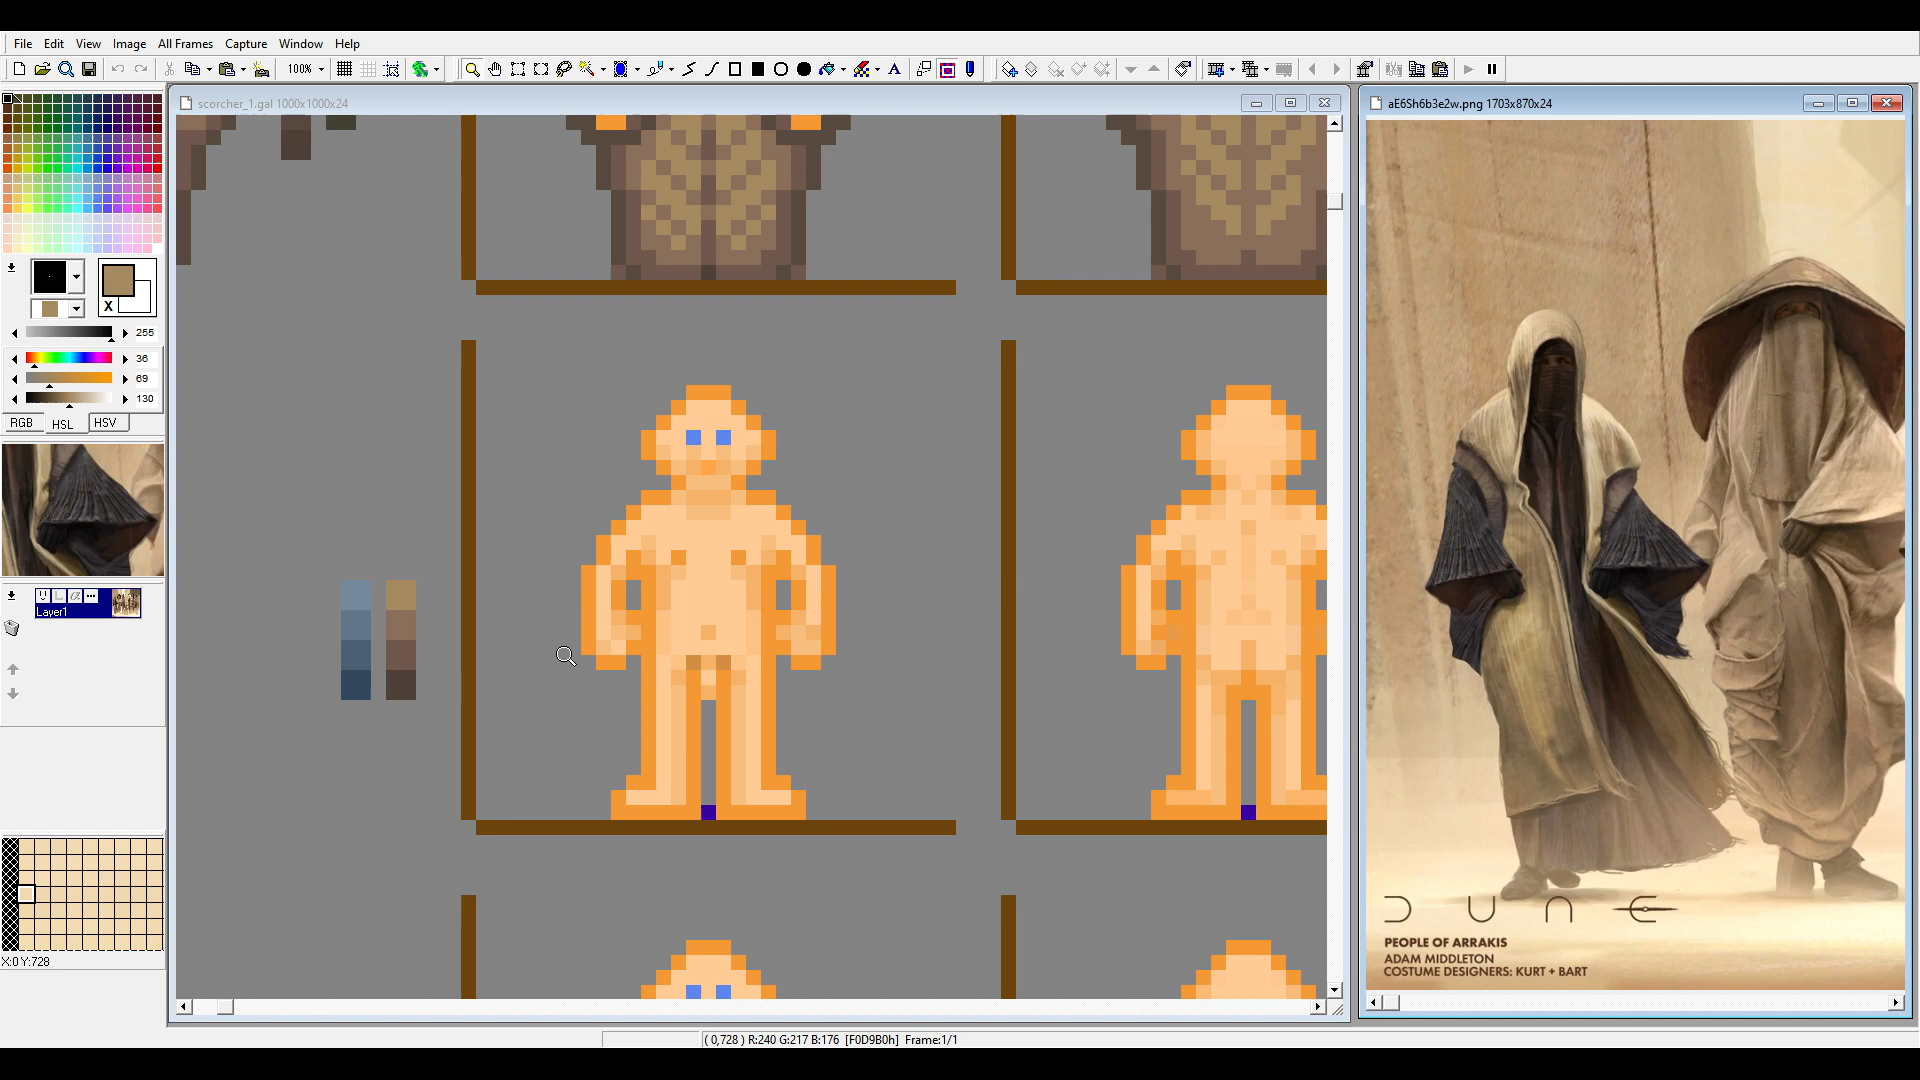 File Edit View Image All Frames Capture Window Help
100%
scorcher_1.gal 1000x1000x24
aE6Sh6b3e2w.png 1703x870x24
X
255
36
69
130
RGB HSL HSV
Layer1
X:0 Y:728
DUNE
PEOPLE OF ARRAKIS
ADAM MIDDLETON
COSTUME DESIGNERS: KURT + BART
( 0,728 ) R:240 G:217 B:176 [F0D9B0h] Frame:1/1